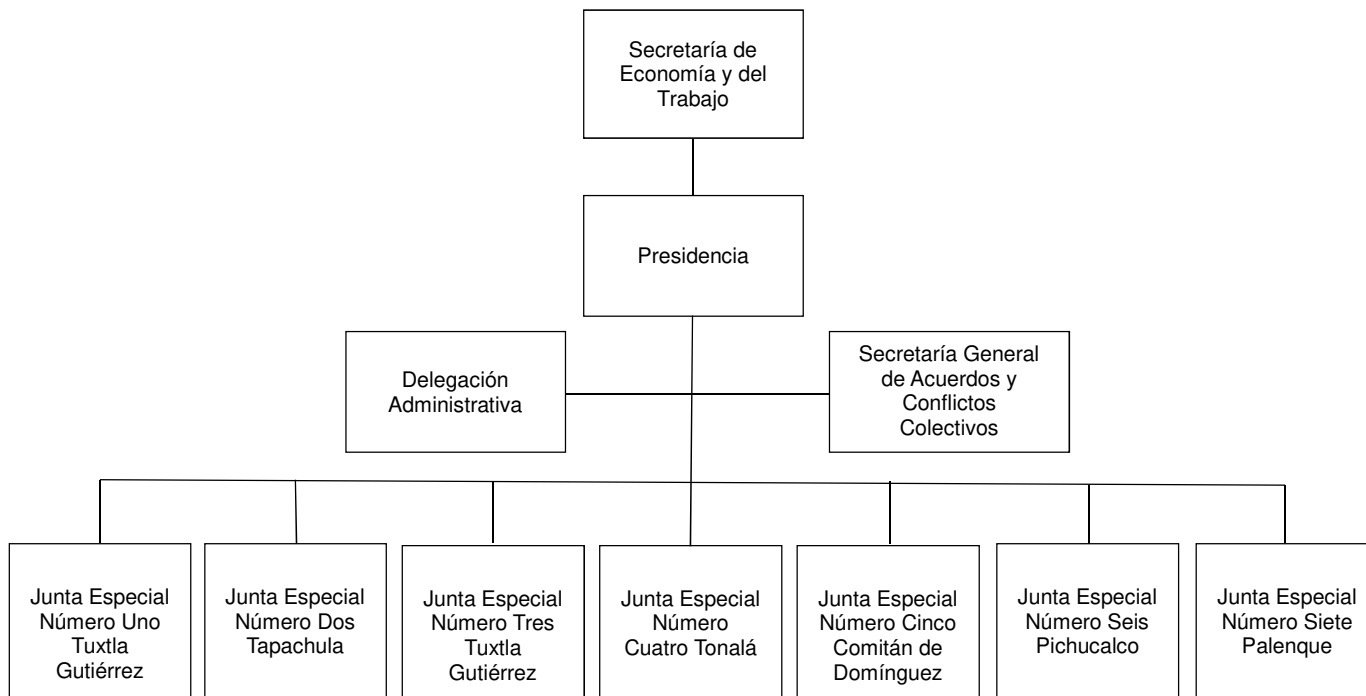 Secretaría de
Economía y del
Trabajo
Presidencia
Delegación
Administrativa
Secretaría General
de Acuerdos y
Conflictos
Colectivos
Junta Especial
Número Uno
Tuxtla
Gutiérrez
Junta Especial
Número Dos
Tapachula
Junta Especial
Número Tres
Tuxtla
Gutiérrez
Junta Especial
Número
Cuatro Tonalá
Junta Especial
Número Cinco
Comitán de
Domínguez
Junta Especial
Número Seis
Pichucalco
Junta Especial
Número Siete
Palenque